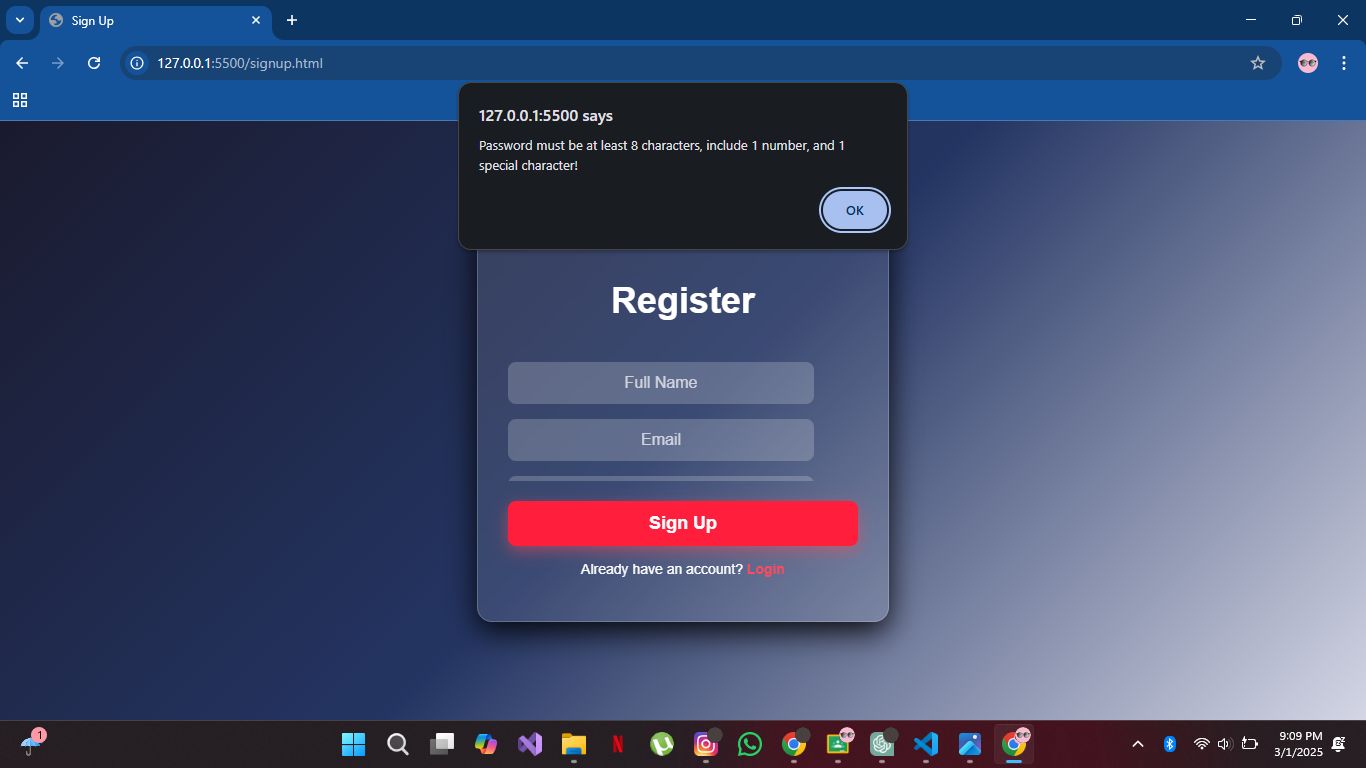 Sign Up
127.0.0.1:5500/signup.html
127.0.0.1:5500 says
Password must be at least 8 characters, include 1 number, and 1
special character!
OK
Register
Full Name
Email
Sign Up
Already have an account? Login
1
N
9:09 PM
3/1/2025